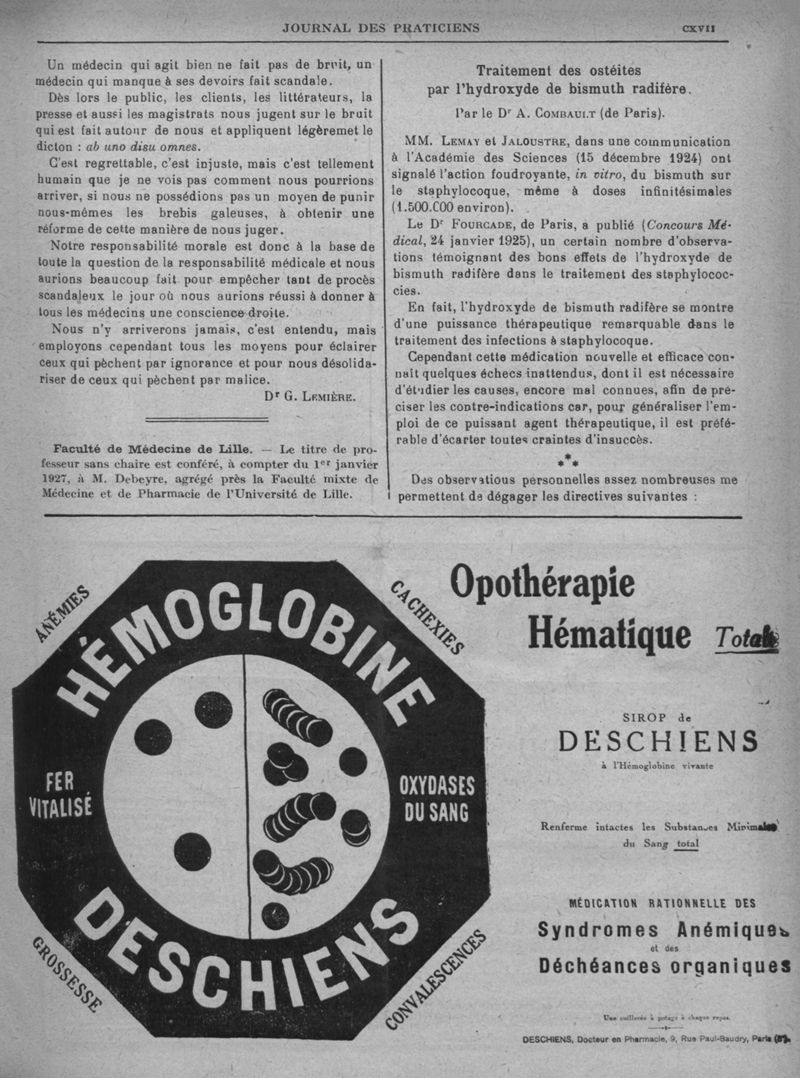 JOURNAL DES PRATICIENS
CXVII
Un médecin qui agit bien ne fait pas de bruit, un
médecin qui manque à ses devoirs fait scandale.
Dès lors le public, les clients, les littérateurs, la
presse et aussi les magistrats nous jugent sur le bruit
qui est fait autour de nous et appliquent légèremet le
dicton : ab uno disu omnes.
C'est regrettable, c'est injuste, mais c'est tellement
humain que je ne vois pas comment nous pourrions
arriver, si nous ne possédions pas un moyen de punir
nous-mêmes les brebis galeuses, à obtenir une
réforme de cette manière de nous juger.
Notre responsabilité morale est donc à la base de
toute la question de la responsabilité médicale et nous
aurions beaucoup fait pour empêcher tant de procès
scandaleux le jour où nous aurions réussi à donner à
tous les médecins une conscience droite.
Nous n'y arriverons jamais, c'est entendu, mais
employons cependant tous les moyens pour éclairer
ceux qui pèchent par ignorance et pour nous désolida-
riser de ceux qui pèchent par malice.
Dr G. LEMIÈRE.
Faculté de Médecine de Lille. — Le titre de pro-
fesseur sans chaire est conféré, à compter du 1er janvier
1927, à M. Debeyre, agrégé près la Faculté mixte de
Médecine et de Pharmacie de l'Université de Lille.
Traitement des ostéites
par l'hydroxyde de bismuth radifère.
Par le Dr A. COMBAULT (de Paris).
MM. LEMAY et JALOUSTRE, dans une communication
à l'Académie des Sciences (15 décembre 1924) ont
signalé l'action foudroyante, in vitro, du bismuth sur
le staphylocoque, même à doses infinitésimales
(1.500.000 environ).
Le Dr FOURCADE, de Paris, a publié (Concours Mé-
dical, 24 janvier 1925), un certain nombre d'observa-
tions témoignant des bons effets de l'hydroxyde de
bismuth radifère dans le traitement des staphylococ-
cies.
En fait, l'hydroxyde de bismuth radifère se montre
d'une puissance thérapeutique remarquable dans le
traitement des infections à staphylocoque.
Cependant cette médication nouvelle et efficace con-
naît quelques échecs inattendus, dont il est nécessaire
d'étudier les causes, encore mal connues, afin de pré-
ciser les contre-indications car, pour généraliser l'em-
ploi de ce puissant agent thérapeutique, il est préfé-
rable d'écarter toutes craintes d'insuccès.
***
Des observations personnelles assez nombreuses me
permettent de dégager les directives suivantes :
ANÉMIES
CACHEXIES
HÉMOGLOBINE
FER
VITALISÉ
OXYDASES
DU SANG
DESCHIENS
GROSSESSE
CONVALESCENCES
Opothérapie
Hématique Totale
SIROP de
DESCHIENS
à l'Hémoglobine vivante
Renferme intactes les Substances Minimales
du Sang total
MÉDICATION RATIONNELLE DES
Syndromes Anémiques
et des
Déchéances organiques
Une cuillerée à potage à chaque repas.
DESCHIENS, Docteur en Pharmacie, 9, Rue Paul-Baudry, Paris (8e).